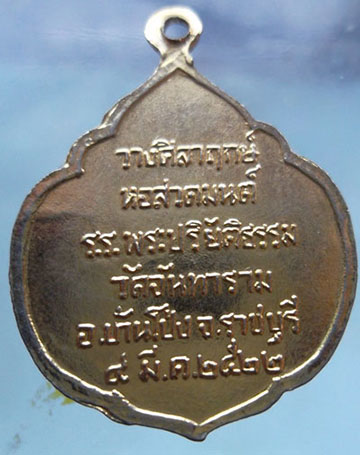 วางศิลาฤกษ์
หอสวดมนต์
ร.ร.พระปริยัติธรรม
วัดจันทาราม
อ.บ้านโป่ง จ.ราชบุรี
๔ มี.ค.๒๕๒๒